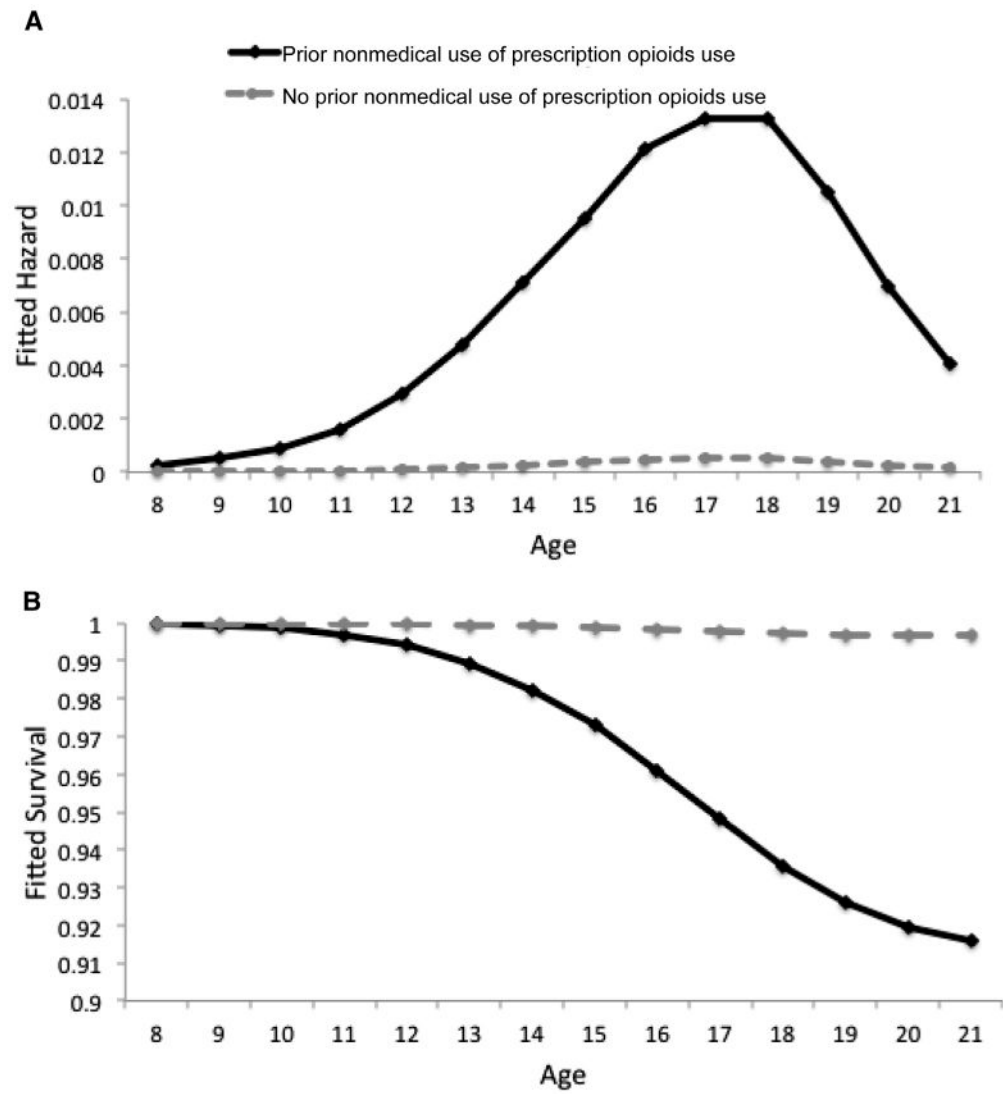 A
Prior nonmedical use of prescription opioids use
No prior nonmedical use of prescription opioids use
0.014
0.012
0.01
0.008
0.006
0.004
0.002
0
Fitted Hazard
8 9 10 11 12 13 14 15 16 17 18 19 20 21
Age
B
1
0.99
0.98
0.97
0.96
0.95
0.94
0.93
0.92
0.91
0.9
Fitted Survival
8 9 10 11 12 13 14 15 16 17 18 19 20 21
Age